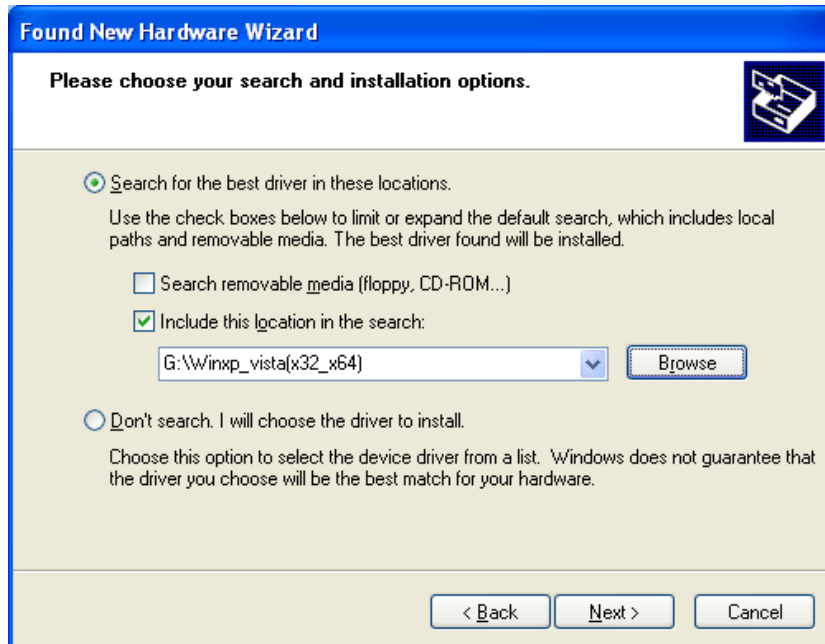 Found New Hardware Wizard
Please choose your search and installation options.
Search for the best driver in these locations.
Use the check boxes below to limit or expand the default search, which includes local
paths and removable media. The best driver found will be installed.
Search removable media (floppy, CD-ROM...)
Include this location in the search:
G:\Winxp_vista(x32_x64)
Browse
Don't search. I will choose the driver to install.
Choose this option to select the device driver from a list. Windows does not guarantee that
the driver you choose will be the best match for your hardware.
< Back
Next >
Cancel